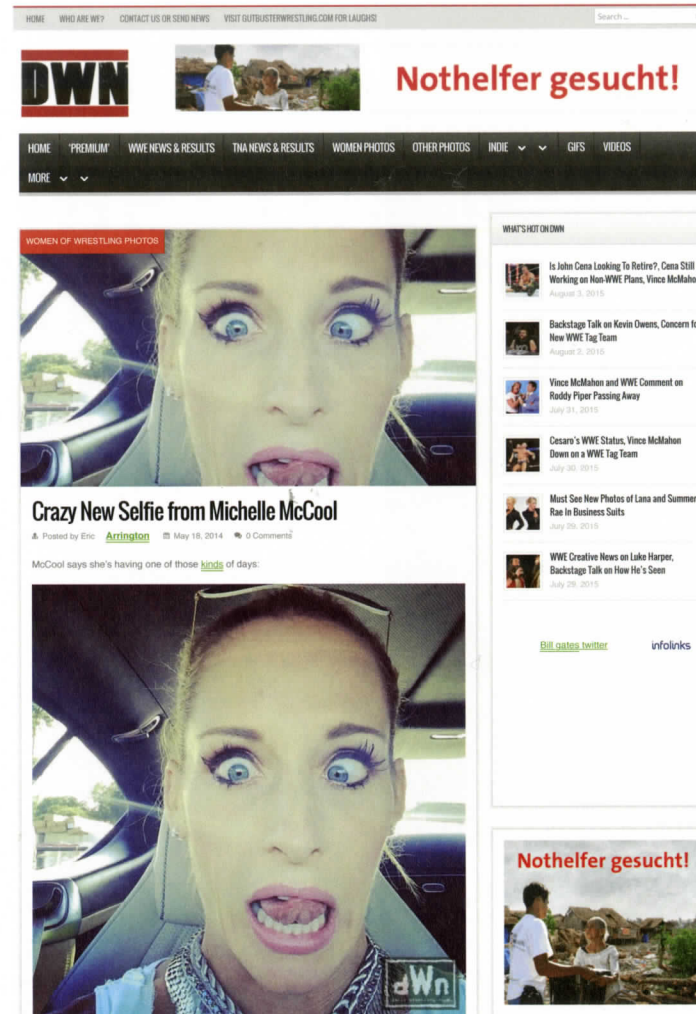 HOME WHO ARE WE? CONTACT US OR SEND NEWS VISIT GUTBUSTERWRESTLING.COM FOR LAUGHS! Search ...
DWN
Nothelfer gesucht!
HOME 'PREMIUM' WWE NEWS & RESULTS TNA NEWS & RESULTS WOMEN PHOTOS OTHER PHOTOS INDIE GIFS VIDEOS
MORE
WOMEN OF WRESTLING PHOTOS
Crazy New Selfie from Michelle McCool
Posted by Eric Arrington May 18, 2014 0 Comments
McCool says she's having one of those kinds of days:
dWn
WHAT'S HOT ON DWN
Is John Cena Looking To Retire?, Cena Still
Working on Non-WWE Plans, Vince McMaho
August 3, 2015
Backstage Talk on Kevin Owens, Concern fo
New WWE Tag Team
August 2, 2015
Vince McMahon and WWE Comment on
Roddy Piper Passing Away
July 31, 2015
Cesaro's WWE Status, Vince McMahon
Down on a WWE Tag Team
July 30, 2015
Must See New Photos of Lana and Summer
Rae In Business Suits
July 29, 2015
WWE Creative News on Luke Harper,
Backstage Talk on How He's Seen
July 28, 2015
Bill gates twitter infolinks
Nothelfer gesucht!